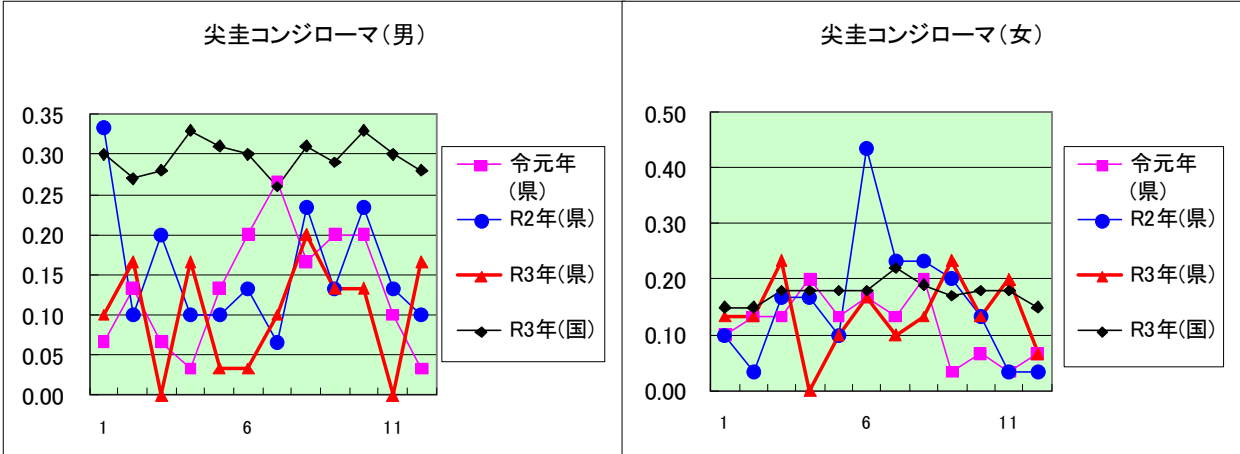 尖圭コンジローマ（男）
0.35
0.30
0.25
0.20
0.15
0.10
0.05
0.00
1
6
11
令元年
(県)
R2年(県)
R3年(県)
R3年(国)
尖圭コンジローマ（女）
0.50
0.40
0.30
0.20
0.10
0.00
1
6
11
令元年
(県)
R2年(県)
R3年(県)
R3年(国)